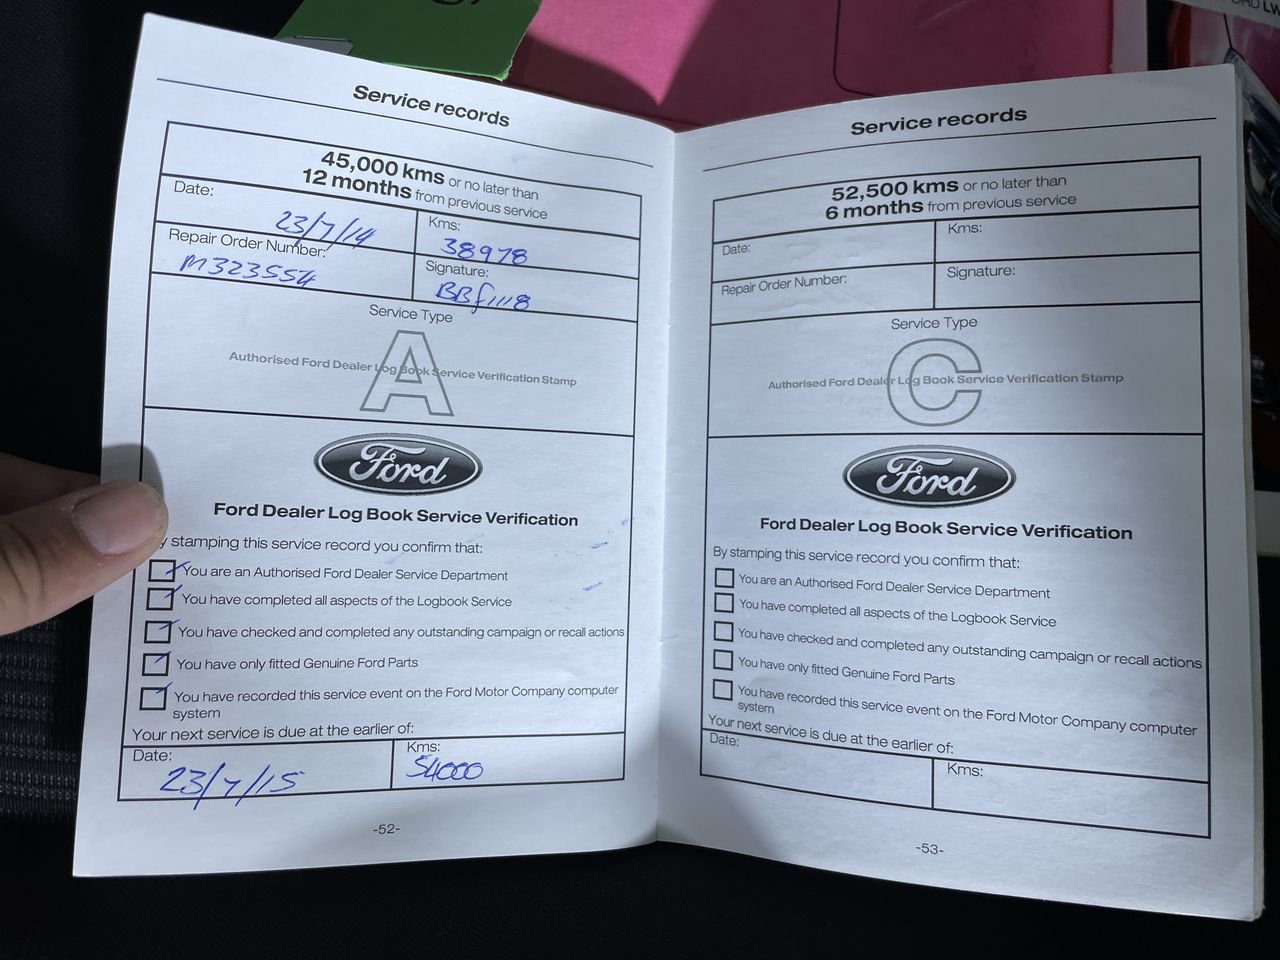 FORD LW
Service records
45,000 kms or no later than
12 months from previous service
Date:
23/7/14
Kms:
38978
Repair Order Number:
M323554
Signature:
Service Type
A
Authorised Ford Dealer Log Book Service Verification Stamp
Ford
Ford Dealer Log Book Service Verification
By stamping this service record you confirm that:
You are an Authorised Ford Dealer Service Department
You have completed all aspects of the Logbook Service
You have checked and completed any outstanding campaign or recall actions
You have only fitted Genuine Ford Parts
You have recorded this service event on the Ford Motor Company computer
system
Your next service is due at the earlier of:
Date:
23/7/15
Kms:
54000
-52-
Service records
52,500 kms or no later than
6 months from previous service
Date:
Kms:
Repair Order Number:
Signature:
Service Type
C
Authorised Ford Dealer Log Book Service Verification Stamp
Ford
Ford Dealer Log Book Service Verification
By stamping this service record you confirm that:
You are an Authorised Ford Dealer Service Department
You have completed all aspects of the Logbook Service
You have checked and completed any outstanding campaign or recall actions
You have only fitted Genuine Ford Parts
You have recorded this service event on the Ford Motor Company computer
system
Your next service is due at the earlier of:
Date:
Kms:
-53-